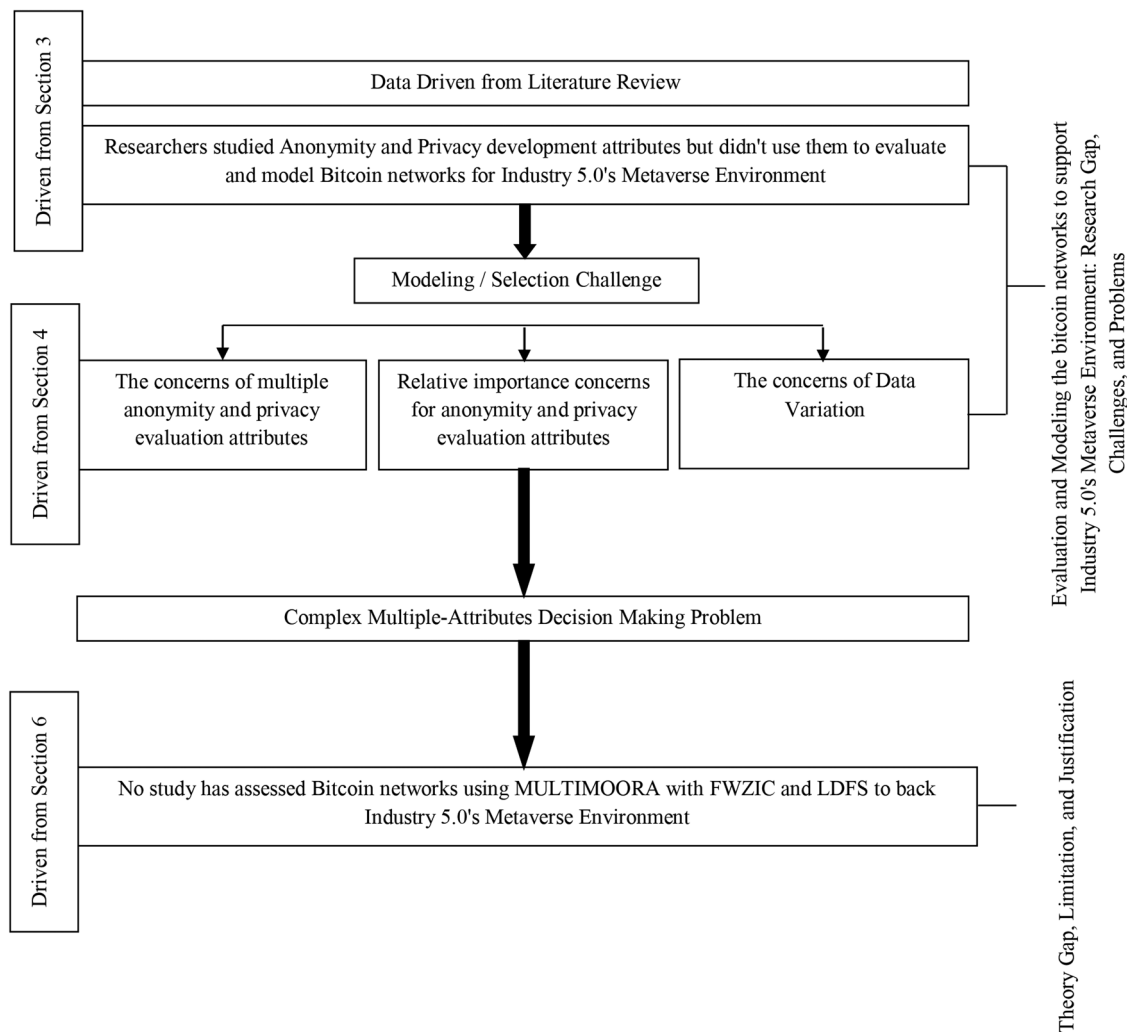 Driven from Section 3
Data Driven from Literature Review
Researchers studied Anonymity and Privacy development attributes but didn't use them to evaluate
and model Bitcoin networks for Industry 5.0's Metaverse Environment
Modeling / Selection Challenge
Driven from Section 4
The concerns of multiple
anonymity and privacy
evaluation attributes
Relative importance concerns
for anonymity and privacy
evaluation attributes
The concerns of Data
Variation
Evaluation and Modeling the bitcoin networks to support
Industry 5.0's Metaverse Environment: Research Gap,
Challenges, and Problems
Complex Multiple-Attributes Decision Making Problem
Driven from Section 6
No study has assessed Bitcoin networks using MULTIMOORA with FWZIC and LDFS to back
Industry 5.0's Metaverse Environment
Theory Gap, Limitation, and Justification